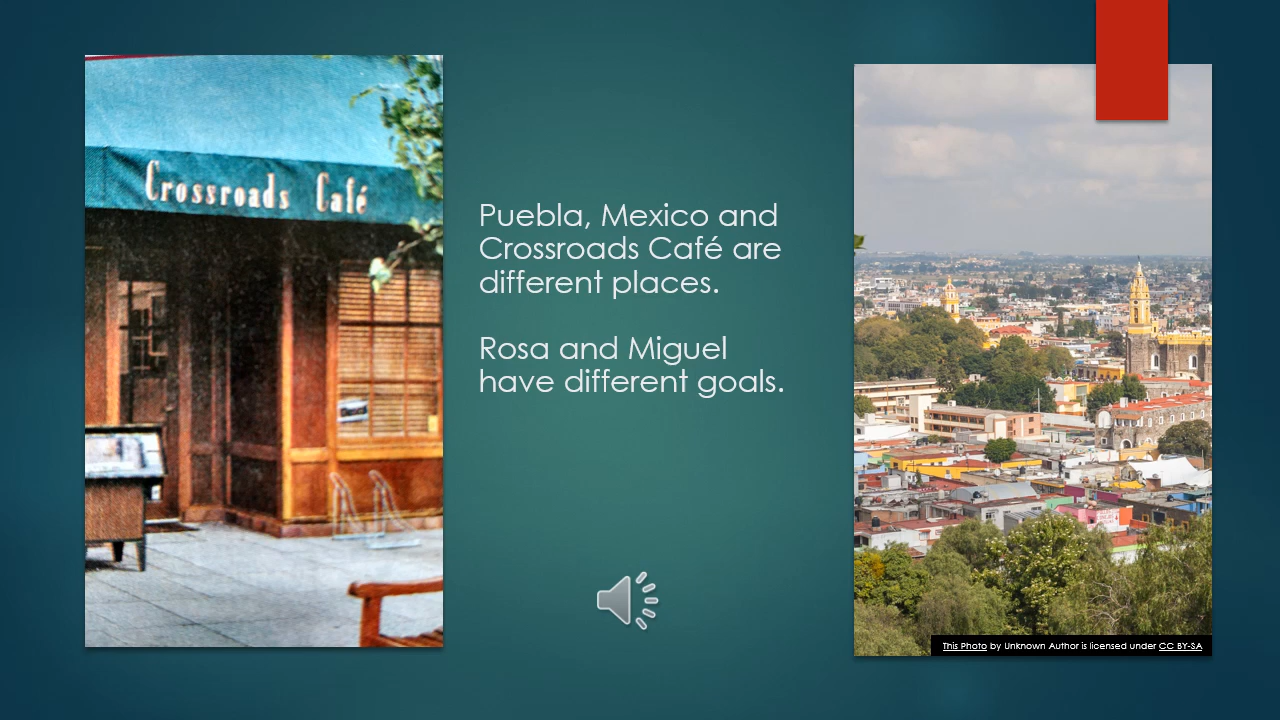 Crossroads Café
Puebla, Mexico and
Crossroads Café are
different places.
Rosa and Miguel
have different goals.
This Photo by Unknown Author is licensed under CC BY-SA